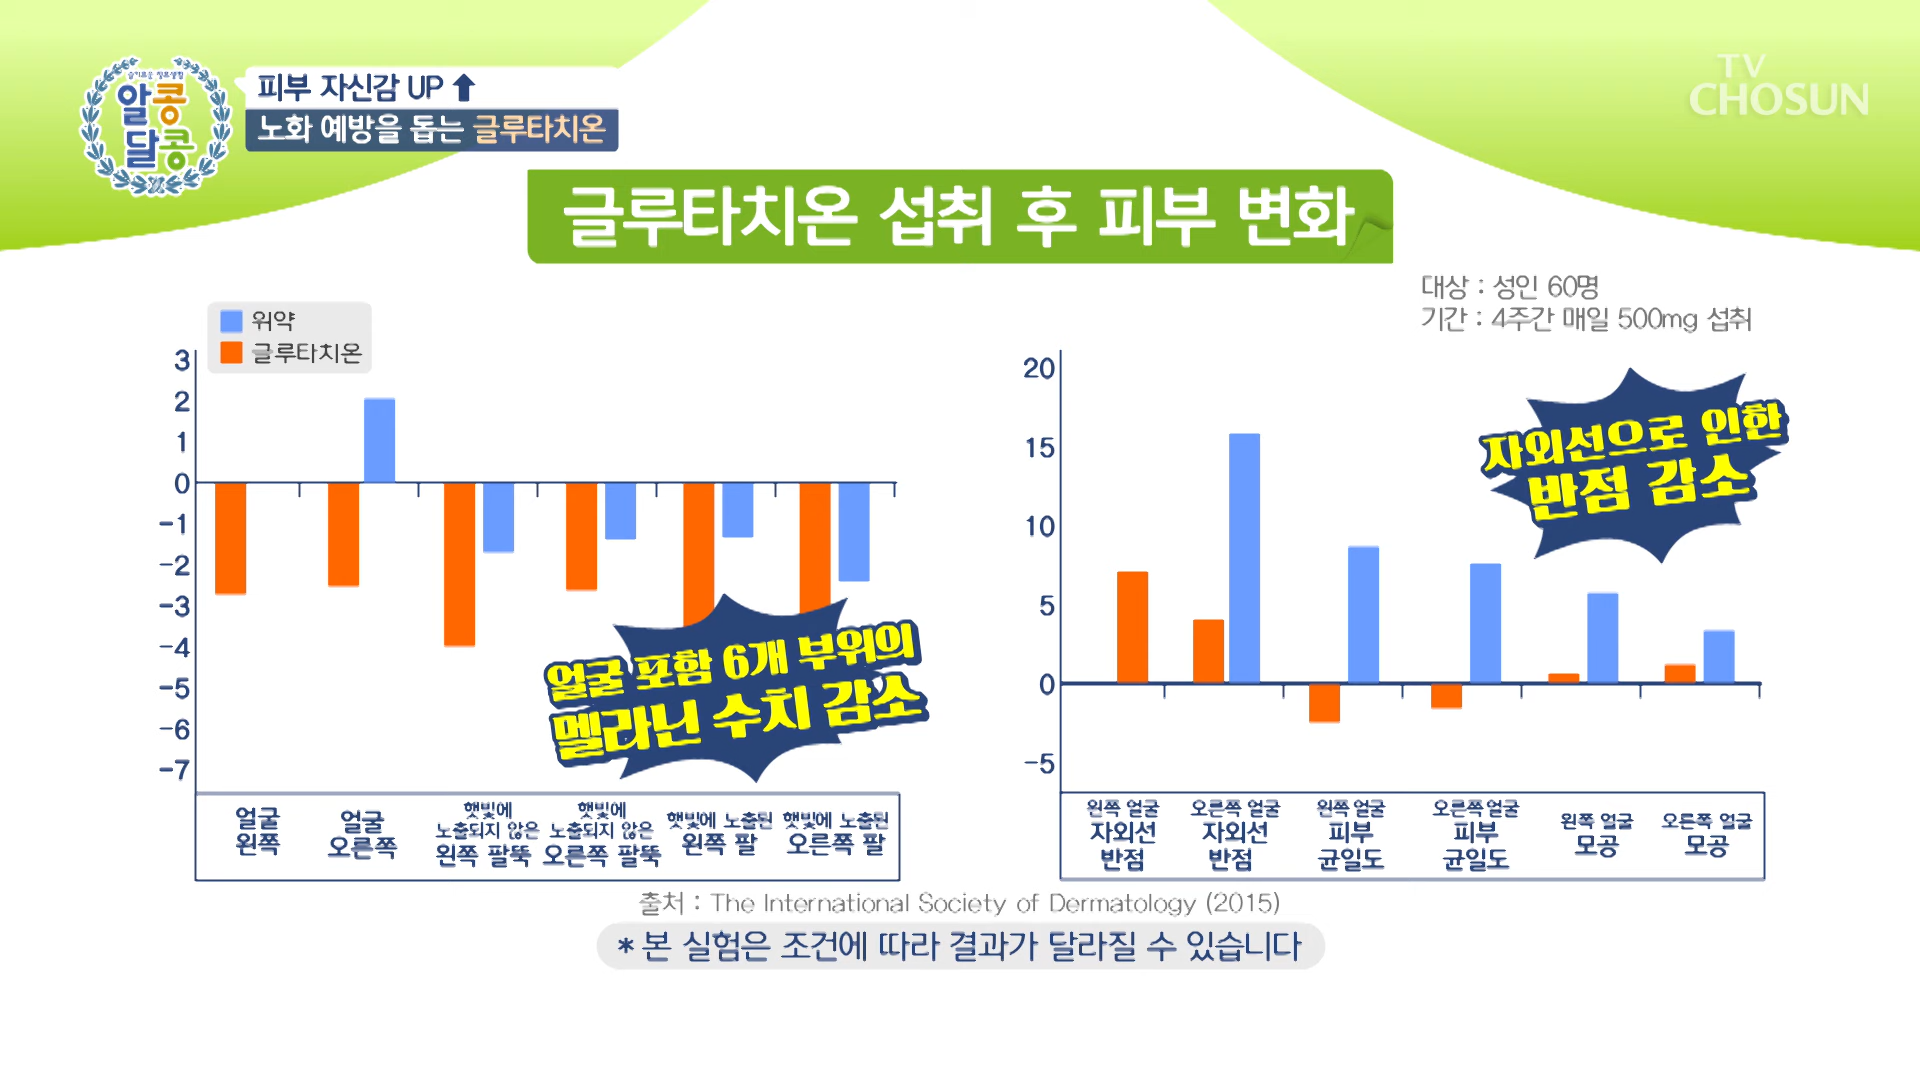 슬기로운 정보생활
알콩
달콩
피부 자신감 UP
노화 예방을 돕는 글루타치온
TV
CHOSUN
글루타치온 섭취 후 피부 변화
대상 : 성인 60명
기간 : 4주간 매일 500mg 섭취
위약
글루타치온
3
2
1
0
-1
-2
-3
-4
-5
-6
-7
얼굴 포함 6개 부위의
멜라닌 수치 감소
얼굴
왼쪽
얼굴
오른쪽
햇빛에
노출되지 않은
왼쪽 팔뚝
햇빛에
노출되지 않은
오른쪽 팔뚝
햇빛에 노출된
왼쪽 팔
햇빛에 노출된
오른쪽 팔
20
15
10
5
0
-5
자외선으로 인한
반점 감소
왼쪽 얼굴
자외선
반점
오른쪽 얼굴
자외선
반점
왼쪽 얼굴
피부
균일도
오른쪽 얼굴
피부
균일도
왼쪽 얼굴
모공
오른쪽 얼굴
모공
출처 : The International Society of Dermatology (2015)
* 본 실험은 조건에 따라 결과가 달라질 수 있습니다